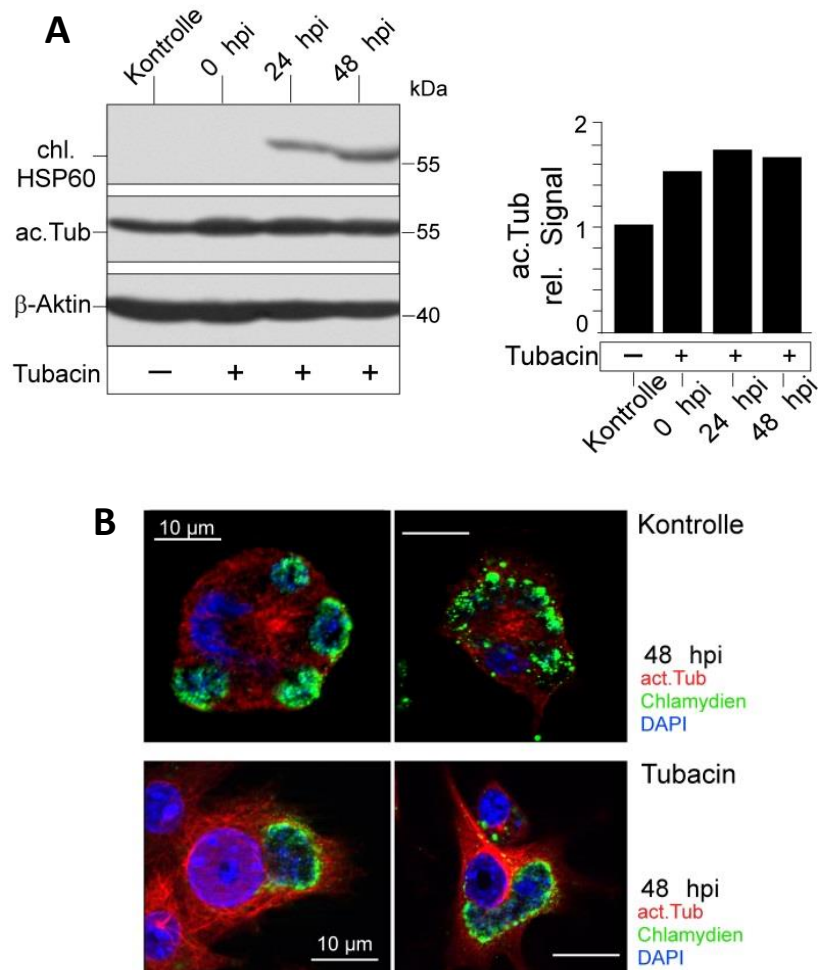 A
Kontrolle
0 hpi
24 hpi
48 hpi
kDa
chl.
HSP60
55
ac.Tub
55
β-Aktin
40
Tubacin – + + +
ac.Tub
rel. Signal
2
1
0
Tubacin – + + +
Kontrolle
0 hpi
24 hpi
48 hpi
B
10 µm
Kontrolle
48 hpi
act.Tub
Chlamydien
DAPI
10 µm
Tubacin
48 hpi
act.Tub
Chlamydien
DAPI